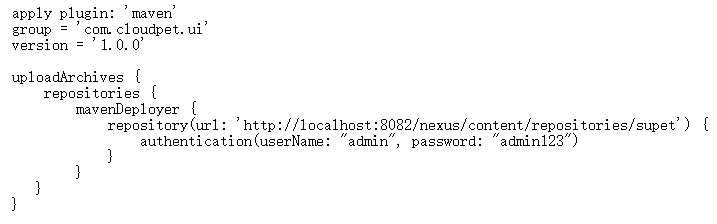 apply plugin: 'maven'
group = 'com.cloudpet.ui'
version = '1.0.0'
uploadArchives {
repositories {
mavenDeployer {
repository(url: 'http://localhost:8082/nexus/content/repositories/supet') {
authentication(userName: "admin", password: "admin123")
}
}
}
}